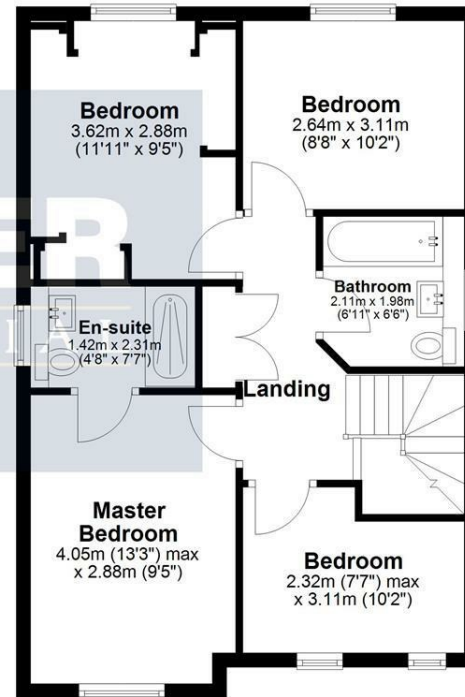 Bedroom
3.62m x 2.88m
(11'11" x 9'5")
Bedroom
2.64m x 3.11m
(8'8" x 10'2")
Bathroom
2.11m x 1.98m
(6'11" x 6'6")
En-suite
1.42m x 2.31m
(4'8" x 7'7")
Landing
Master
Bedroom
4.05m (13'3") max
x 2.88m (9'5")
Bedroom
2.32m (7'7") max
x 3.11m (10'2")